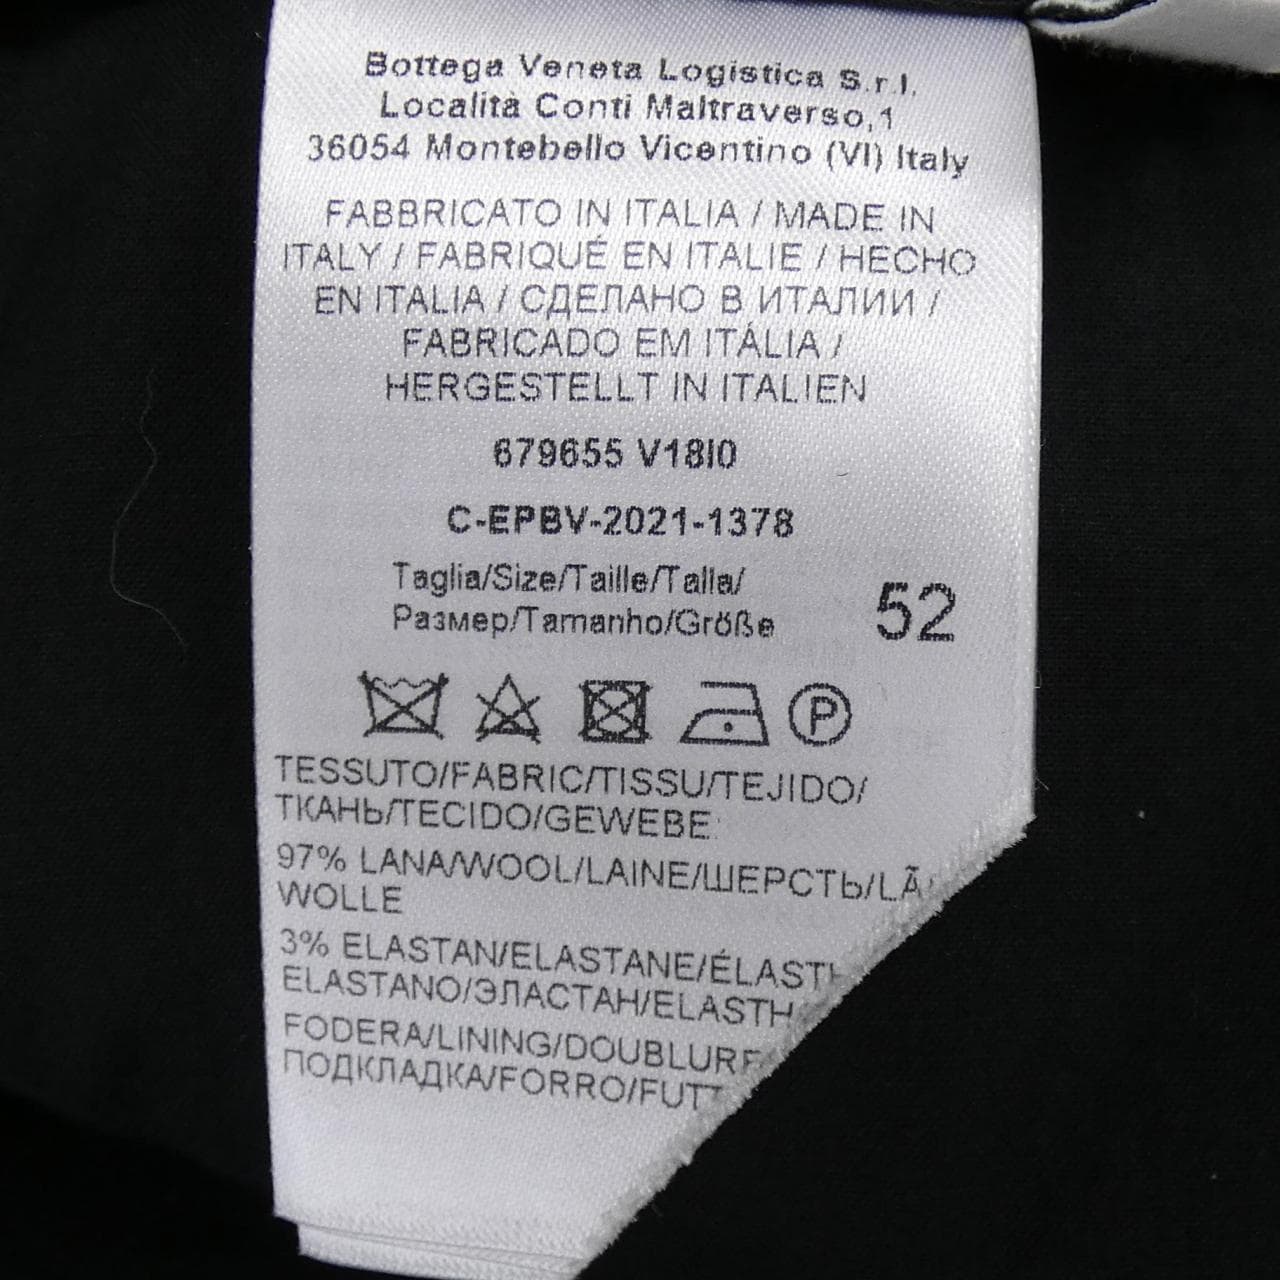 Bottega Veneta Logistica S.r.l.
Località Conti Maltraverso,1
36054 Montebello Vicentino (VI) Italy
FABBRICATO IN ITALIA / MADE IN
ITALY / FABRIQUÉ EN ITALIE / HECHO
EN ITALIA / СДЕЛАНО В ИТАЛИИ /
FABRICADO EM ITÁLIA /
HERGESTELLT IN ITALIEN
679655 V18I0
C-EPBV-2021-1378
Taglia/Size/Taille/Talla/
Размер/Tamanho/Größe
52
P
TESSUTO/FABRIC/TISSU/TEJIDO/
ТКАНЬ/TECIDO/GEWEBE:
97% LANA/WOOL/LAINE/ШЕРСТЬ/LÃ/
WOLLE
3% ELASTAN/ELASTANE/
ELASTANO/ЭЛАСТАН/
FODERA/LINING/DOUBLURE
ПОДКЛАДКА/FORRO/